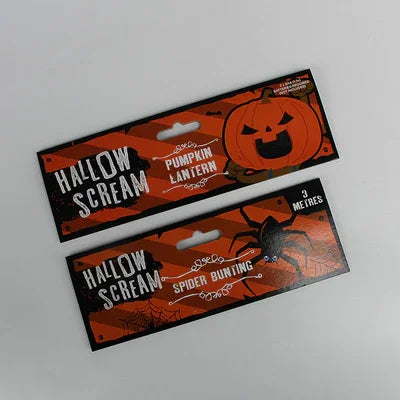 HALLOW
SCREAM
PUMPKIN
LANTERN
HALLOW
SCREAM
SPIDER BUNTING
3
METRES